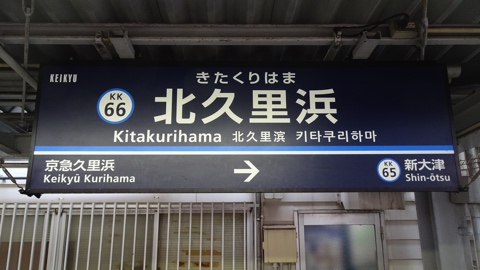 KEIKYU
きたくりはま
KK
66
北久里浜
Kitakurihama 北久里滨 키타쿠리하마
京急久里浜
Keikyū Kurihama
→
KK
65
新大津
Shin-ōtsu